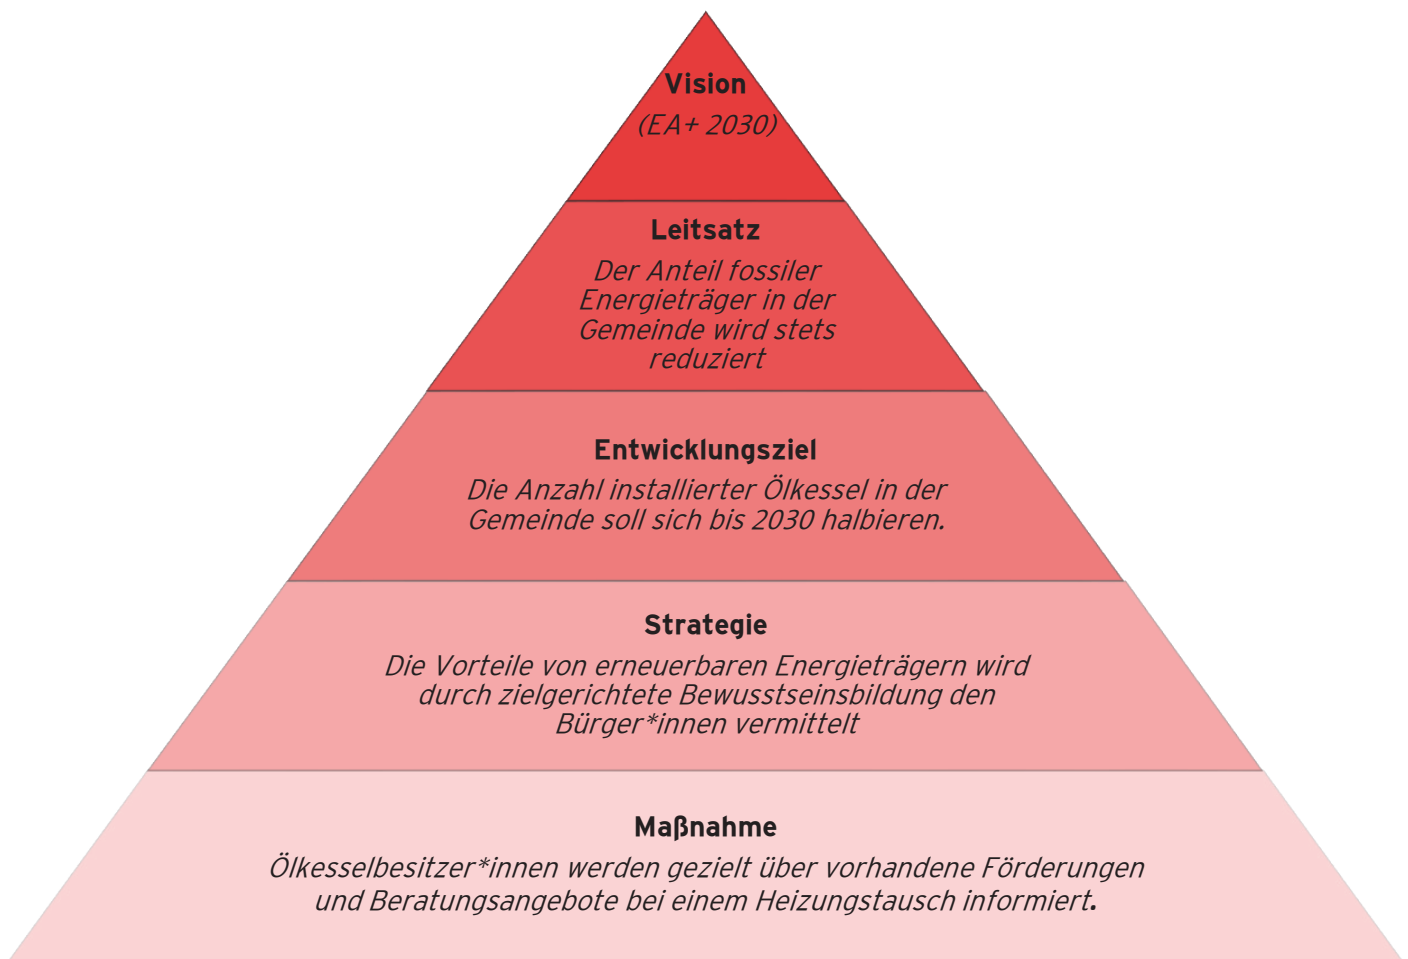 Vision
(EA+ 2030)
Leitsatz
Der Anteil fossiler
Energieträger in der
Gemeinde wird stets
reduziert
Entwicklungsziel
Die Anzahl installierter Ölkessel in der
Gemeinde soll sich bis 2030 halbieren.
Strategie
Die Vorteile von erneuerbaren Energieträgern wird
durch zielgerichtete Bewusstseinsbildung den
Bürger*innen vermittelt
Maßnahme
Ölkesselbesitzer*innen werden gezielt über vorhandene Förderungen
und Beratungsangebote bei einem Heizungstausch informiert.